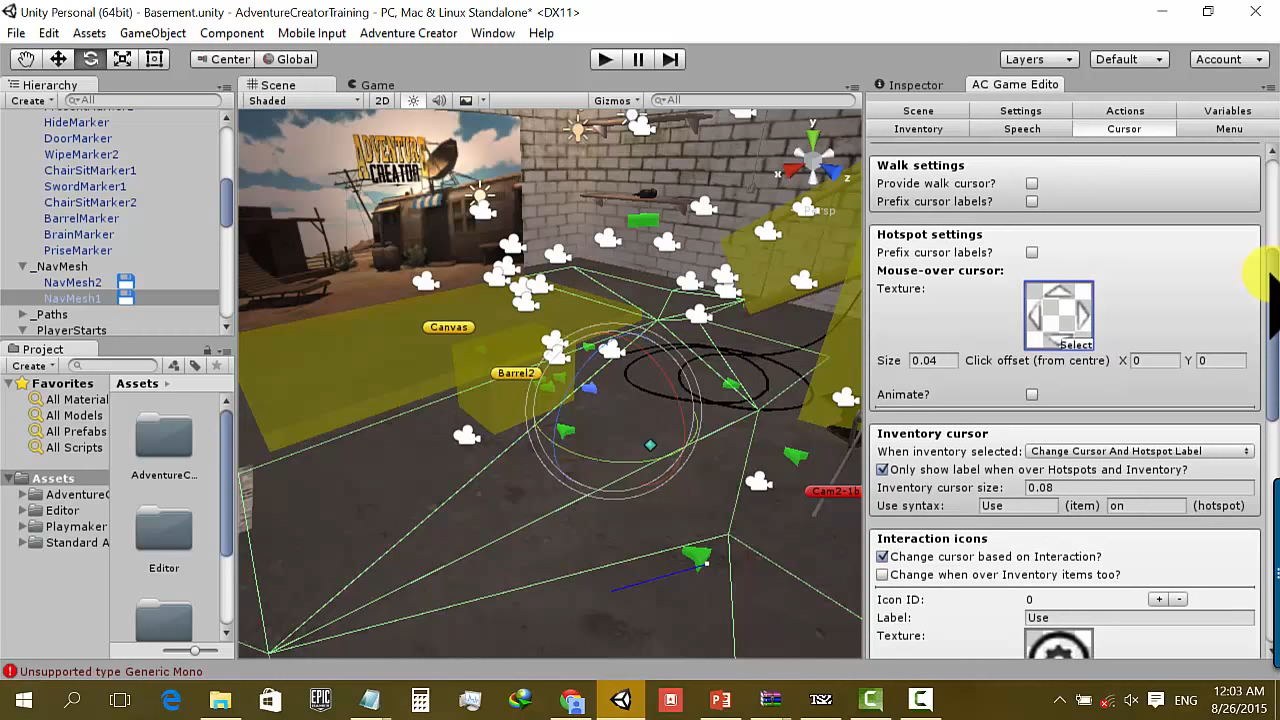 Unity Personal (64bit) - Basement.unity - AdventureCreatorTraining - PC, Mac & Linux Standalone* <DX11>
File Edit Assets GameObject Component Mobile Input Adventure Creator Window Help
Center Global Layers Default Account
Hierarchy Scene Game Inspector AC Game Edito
Create All Shaded 2D Gizmos All
Scene Settings Actions Variables
Inventory Speech Cursor Menu
HideMarker
DoorMarker
WipeMarker2
ChairSitMarker1
SwordMarker1
ChairSitMarker2
BarrelMarker
BrainMarker
PriseMarker
_NavMesh
NavMesh2
NavMesh1
_Paths
PlayerStarts
Project
Create
Favorites
All Material
All Models
All Prefabs
All Scripts
Assets
AdventureC
Editor
Playmaker
Standard A
Assets
AdventureC...
Editor
ADVENTURE
CREATOR
y
x
z
Persp
Canvas
Barrel2
Cam2-1b
Walk settings
Provide walk cursor?
Prefix cursor labels?
Hotspot settings
Prefix cursor labels?
Mouse-over cursor:
Texture:
Select
Size 0.04 Click offset (from centre) X 0 Y 0
Animate?
Inventory cursor
When inventory selected: Change Cursor And Hotspot Label
Only show label when over Hotspots and Inventory?
Inventory cursor size: 0.08
Use syntax: Use (item) on (hotspot)
Interaction icons
Change cursor based on Interaction?
Change when over Inventory items too?
Icon ID: 0 + -
Label: Use
Texture:
Unsupported type Generic Mono
EPIC GAMES
ENG
12:03 AM
8/26/2015